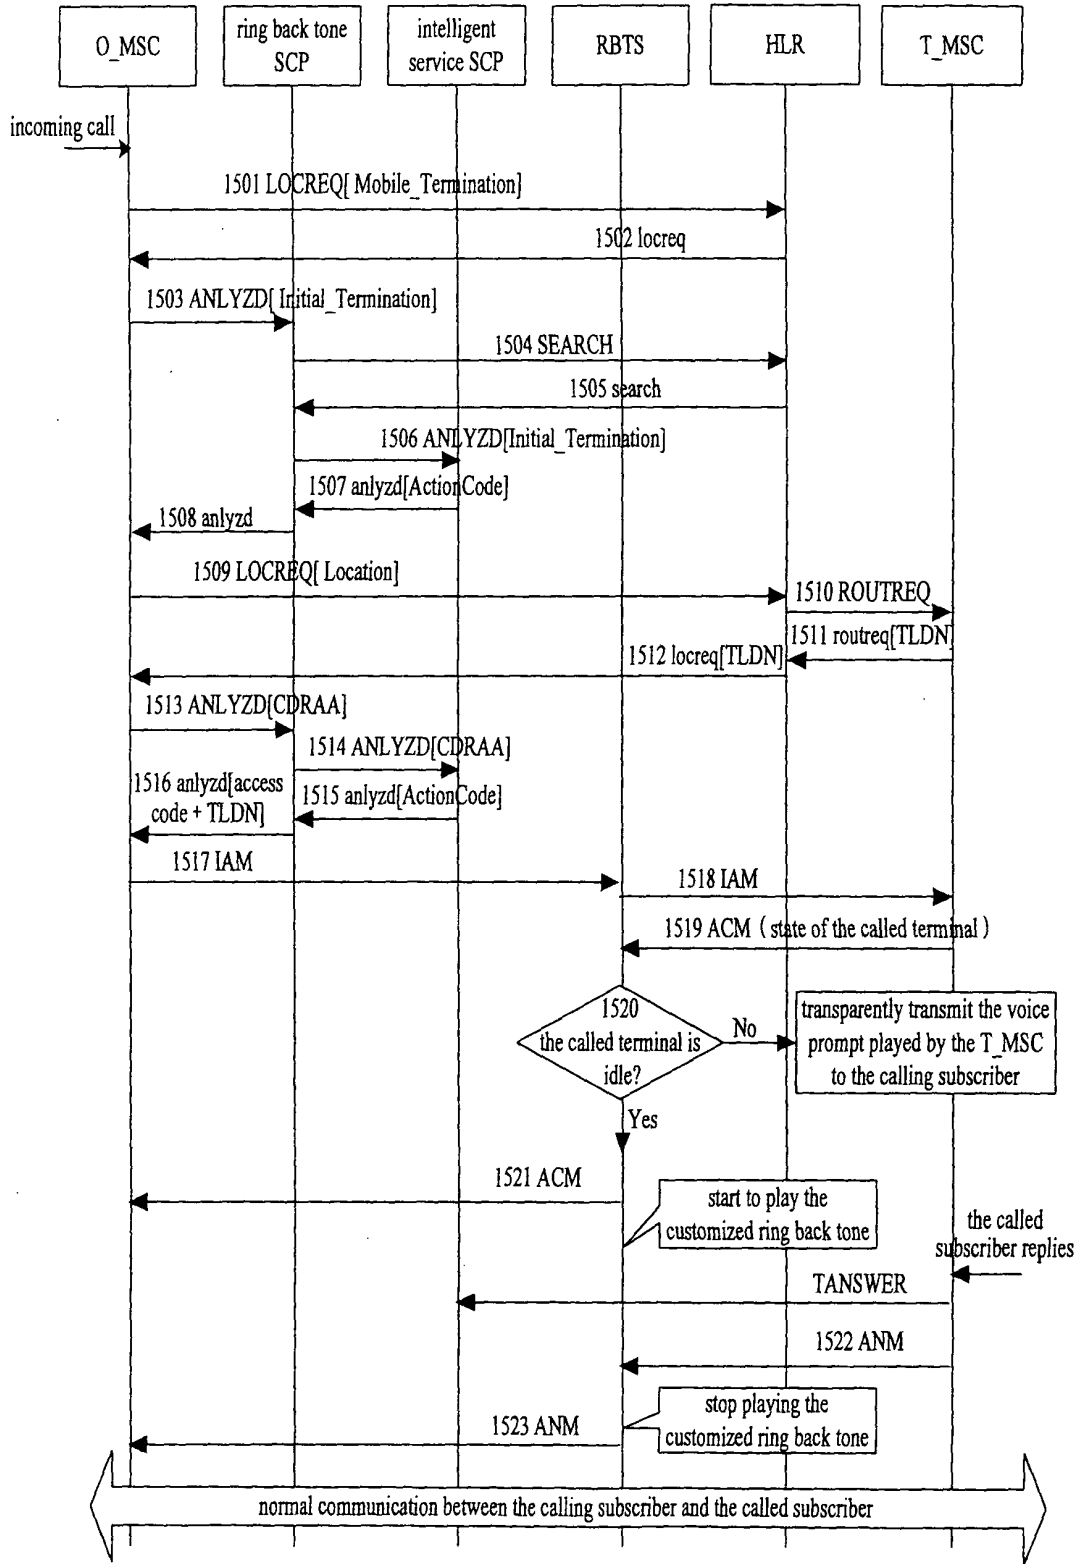 O_MSC
ring back tone
SCP
intelligent
service SCP
RBTS
HLR
T_MSC
incoming call
1501 LOCREQ[ Mobile_Termination]
1502 locreq
1503 ANLYZD[ Initial_Termination]
1504 SEARCH
1505 search
1506 ANLYZD[Initial_Termination]
1507 anlyzd[ActionCode]
1508 anlyzd
1509 LOCREQ[ Location]
1510 ROUTREQ
1511 routreq[TLDN]
1512 locreq[TLDN]
1513 ANLYZD[CDRAA]
1514 ANLYZD[CDRAA]
1516 anlyzd[access
code + TLDN]
1515 anlyzd[ActionCode]
1517 IAM
1518 IAM
1519 ACM ( state of the called terminal )
1520
the called terminal is
idle?
No
transparently transmit the voice
prompt played by the T_MSC
to the calling subscriber
Yes
1521 ACM
start to play the
customized ring back tone
the called
subscriber replies
TANSWER
1522 ANM
stop playing the
customized ring back tone
1523 ANM
normal communication between the calling subscriber and the called subscriber